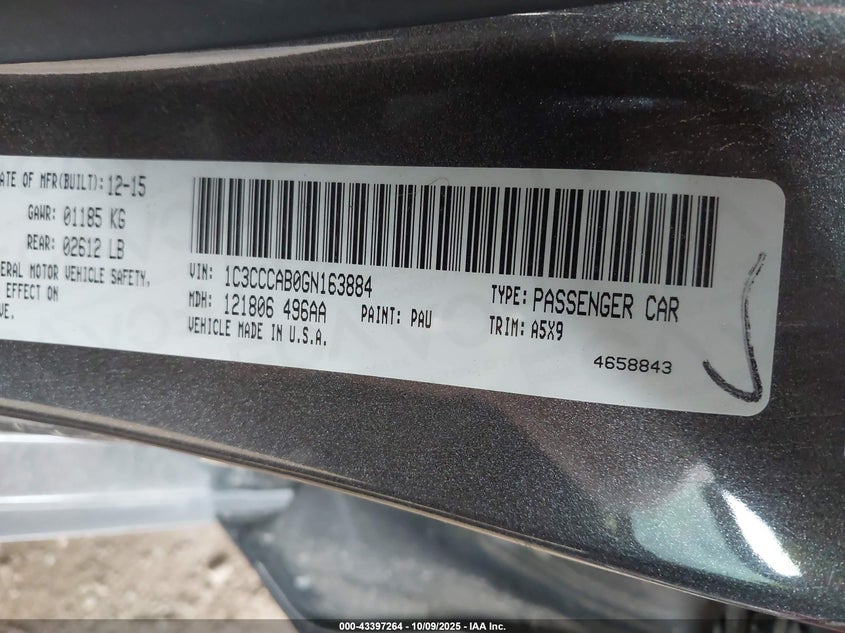 ATE OF MFR(BUILT): 12-15
GAWR: 01185 KG
REAR: 02612 LB
ERAL MOTOR VEHICLE SAFETY,
EFFECT ON
VE.
VIN: 1C3CCCAB0GN163884
MDH: 121806 496AA PAINT: PAU
VEHICLE MADE IN U.S.A.
TYPE: PASSENGER CAR
TRIM: A5X9
4658843
000-43397264 | 10/09/2025 - IAA Inc.